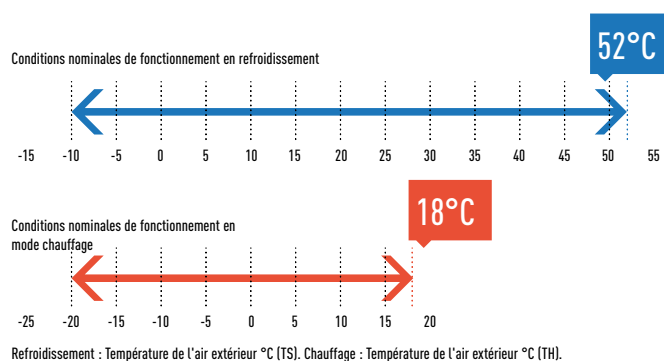 52°C
Conditions nominales de fonctionnement en refroidissement
-15 -10 -5 0 5 10 15 20 25 30 35 40 45 50 55
18°C
Conditions nominales de fonctionnement en
mode chauffage
-25 -20 -15 -10 -5 0 5 10 15 20
Refroidissement : Température de l'air extérieur °C (TS). Chauffage : Température de l'air extérieur °C (TH).